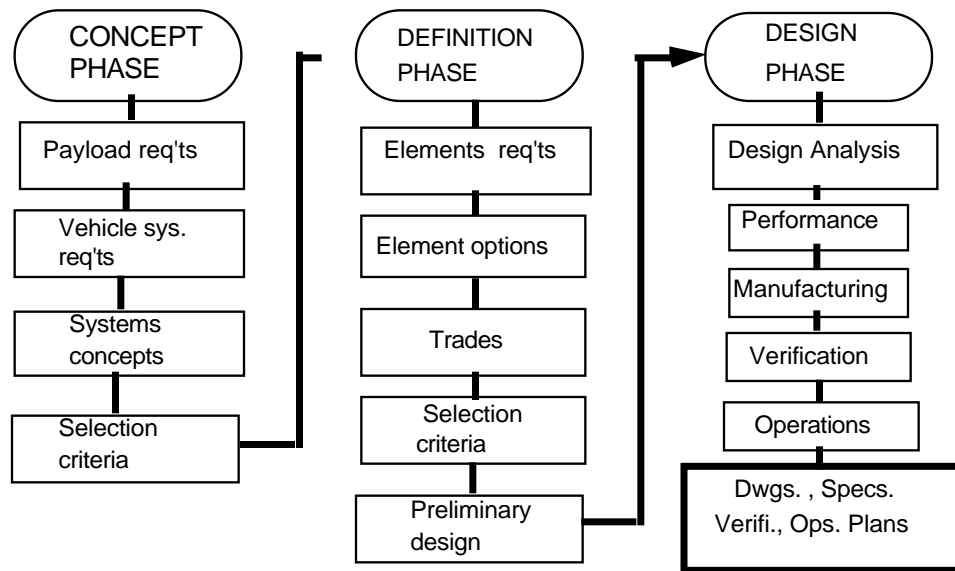 CONCEPT
PHASE
Payload req'ts
Vehicle sys.
req'ts
Systems
concepts
Selection
criteria
DEFINITION
PHASE
Elements req'ts
Element options
Trades
Selection
criteria
Preliminary
design
DESIGN
PHASE
Design Analysis
Performance
Manufacturing
Verification
Operations
Dwgs. , Specs.
Verifi., Ops. Plans